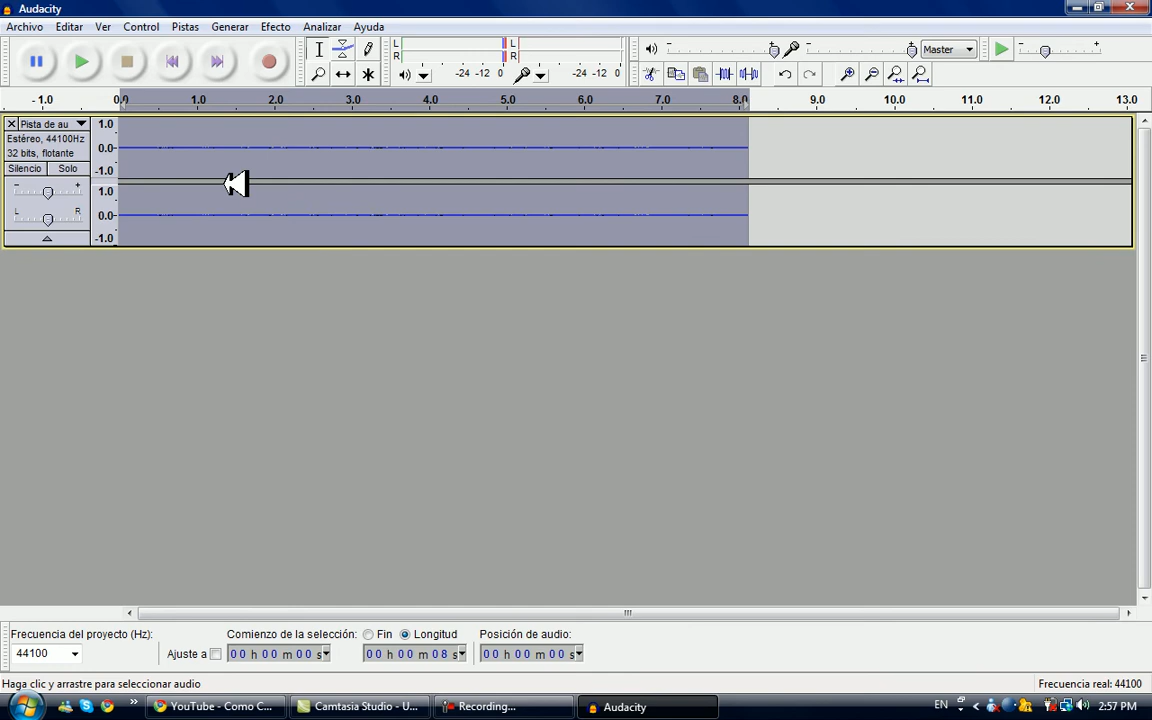 Audacity
Archivo Editar Ver Control Pistas Generar Efecto Analizar Ayuda
L L
R R
-24 -12 0 -24 -12 0
Master
- 1.0 0.0 1.0 2.0 3.0 4.0 5.0 6.0 7.0 8.0 9.0 10.0 11.0 12.0 13.0
Pista de au
Estéreo, 44100Hz
32 bits, flotante
Silencio Solo
- +
L R
1.0
0.0
-1.0
1.0
0.0
-1.0
Frecuencia del proyecto (Hz): Comienzo de la selección: Fin Longitud Posición de audio:
44100 Ajuste a 00 h 00 m 00 s 00 h 00 m 08 s 00 h 00 m 00 s
Haga clic y arrastre para seleccionar audio Frecuencia real: 44100
YouTube - Como C... Camtasia Studio - U... Recording... Audacity EN 2:57 PM